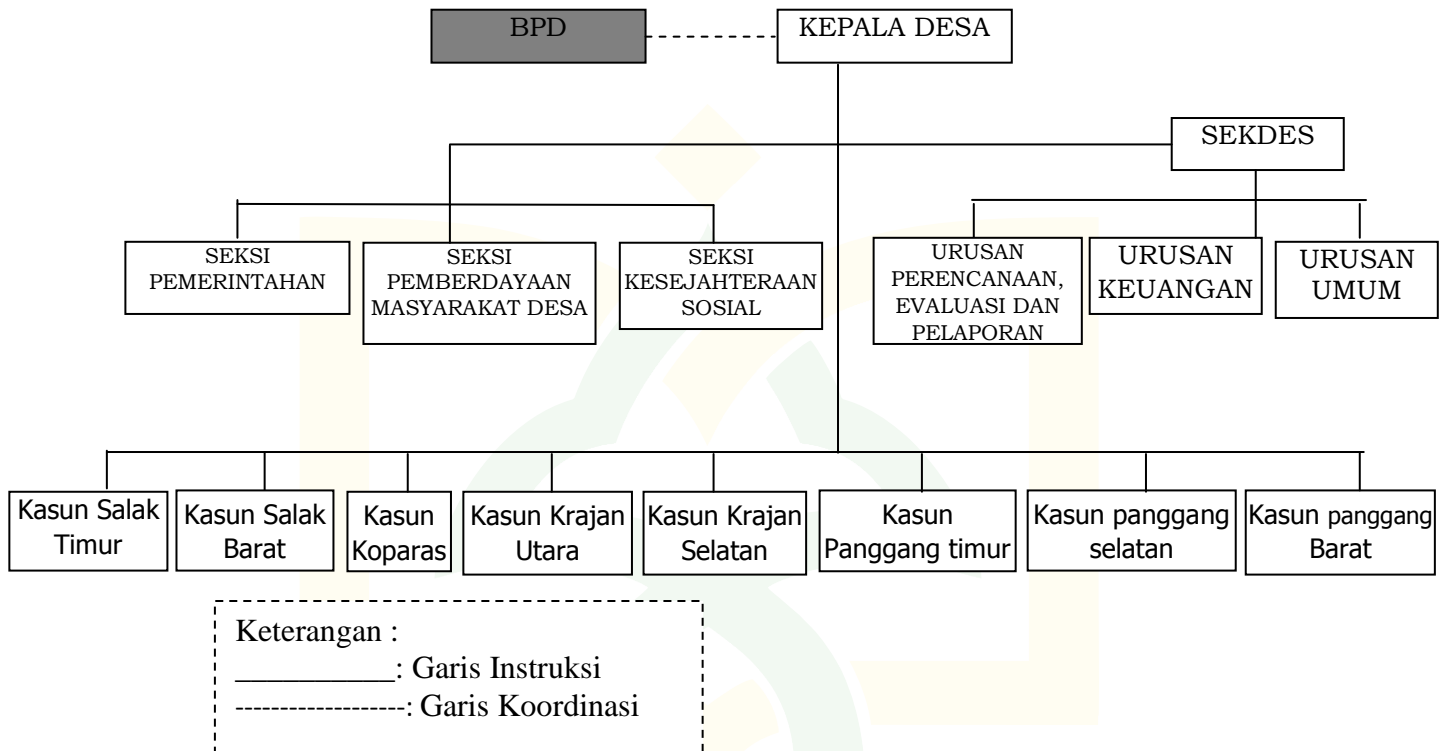 BPD
KEPALA DESA
SEKDES
SEKSI
PEMERINTAHAN
SEKSI
PEMBERDAYAAN
MASYARAKAT DESA
SEKSI
KESEJAHTERAAN
SOSIAL
URUSAN
PERENCANAAN,
EVALUASI DAN
PELAPORAN
URUSAN
KEUANGAN
URUSAN
UMUM
Kasun Salak
Timur
Kasun Salak
Barat
Kasun
Koparas
Kasun Krajan
Utara
Kasun Krajan
Selatan
Kasun
Panggang timur
Kasun panggang
selatan
Kasun panggang
Barat
Keterangan :
__________: Garis Instruksi
-------------------: Garis Koordinasi